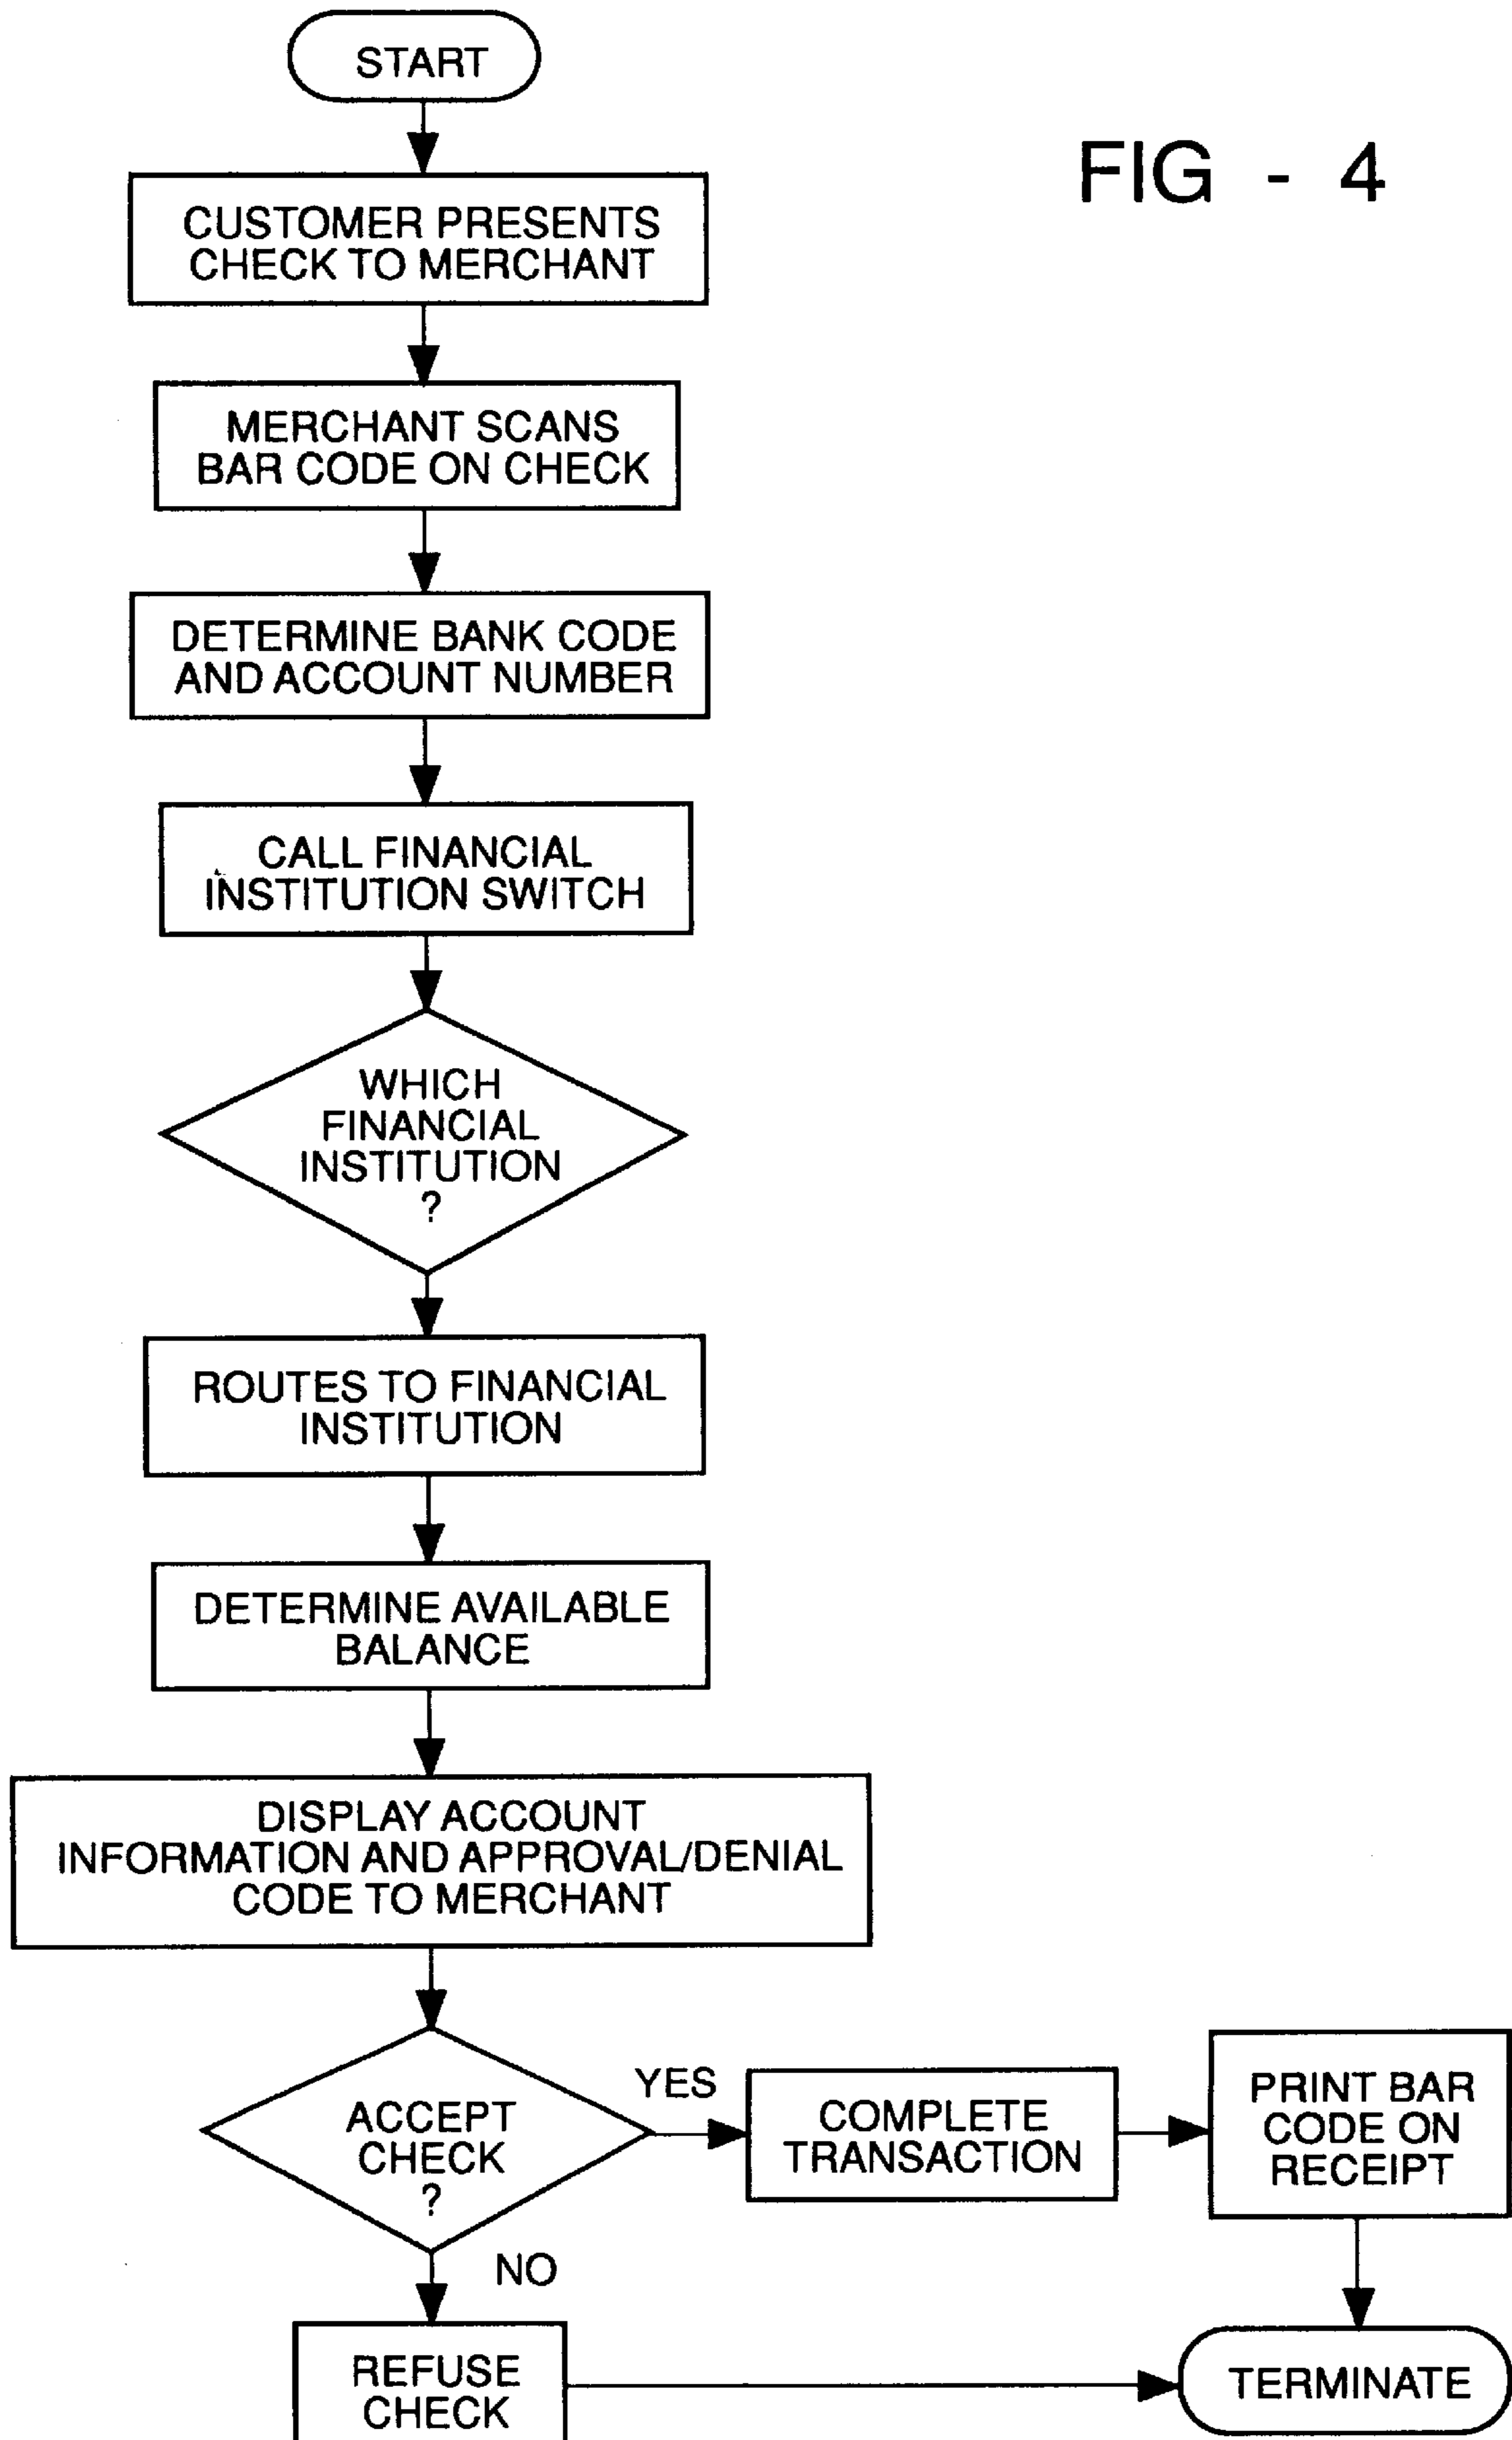 START
FIG - 4
CUSTOMER PRESENTS
CHECK TO MERCHANT
MERCHANT SCANS
BAR CODE ON CHECK
DETERMINE BANK CODE
AND ACCOUNT NUMBER
CALL FINANCIAL
INSTITUTION SWITCH
WHICH
FINANCIAL
INSTITUTION
?
ROUTES TO FINANCIAL
INSTITUTION
DETERMINE AVAILABLE
BALANCE
DISPLAY ACCOUNT
INFORMATION AND APPROVAL/DENIAL
CODE TO MERCHANT
ACCEPT
CHECK
?
YES
COMPLETE
TRANSACTION
PRINT BAR
CODE ON
RECEIPT
NO
REFUSE
CHECK
TERMINATE